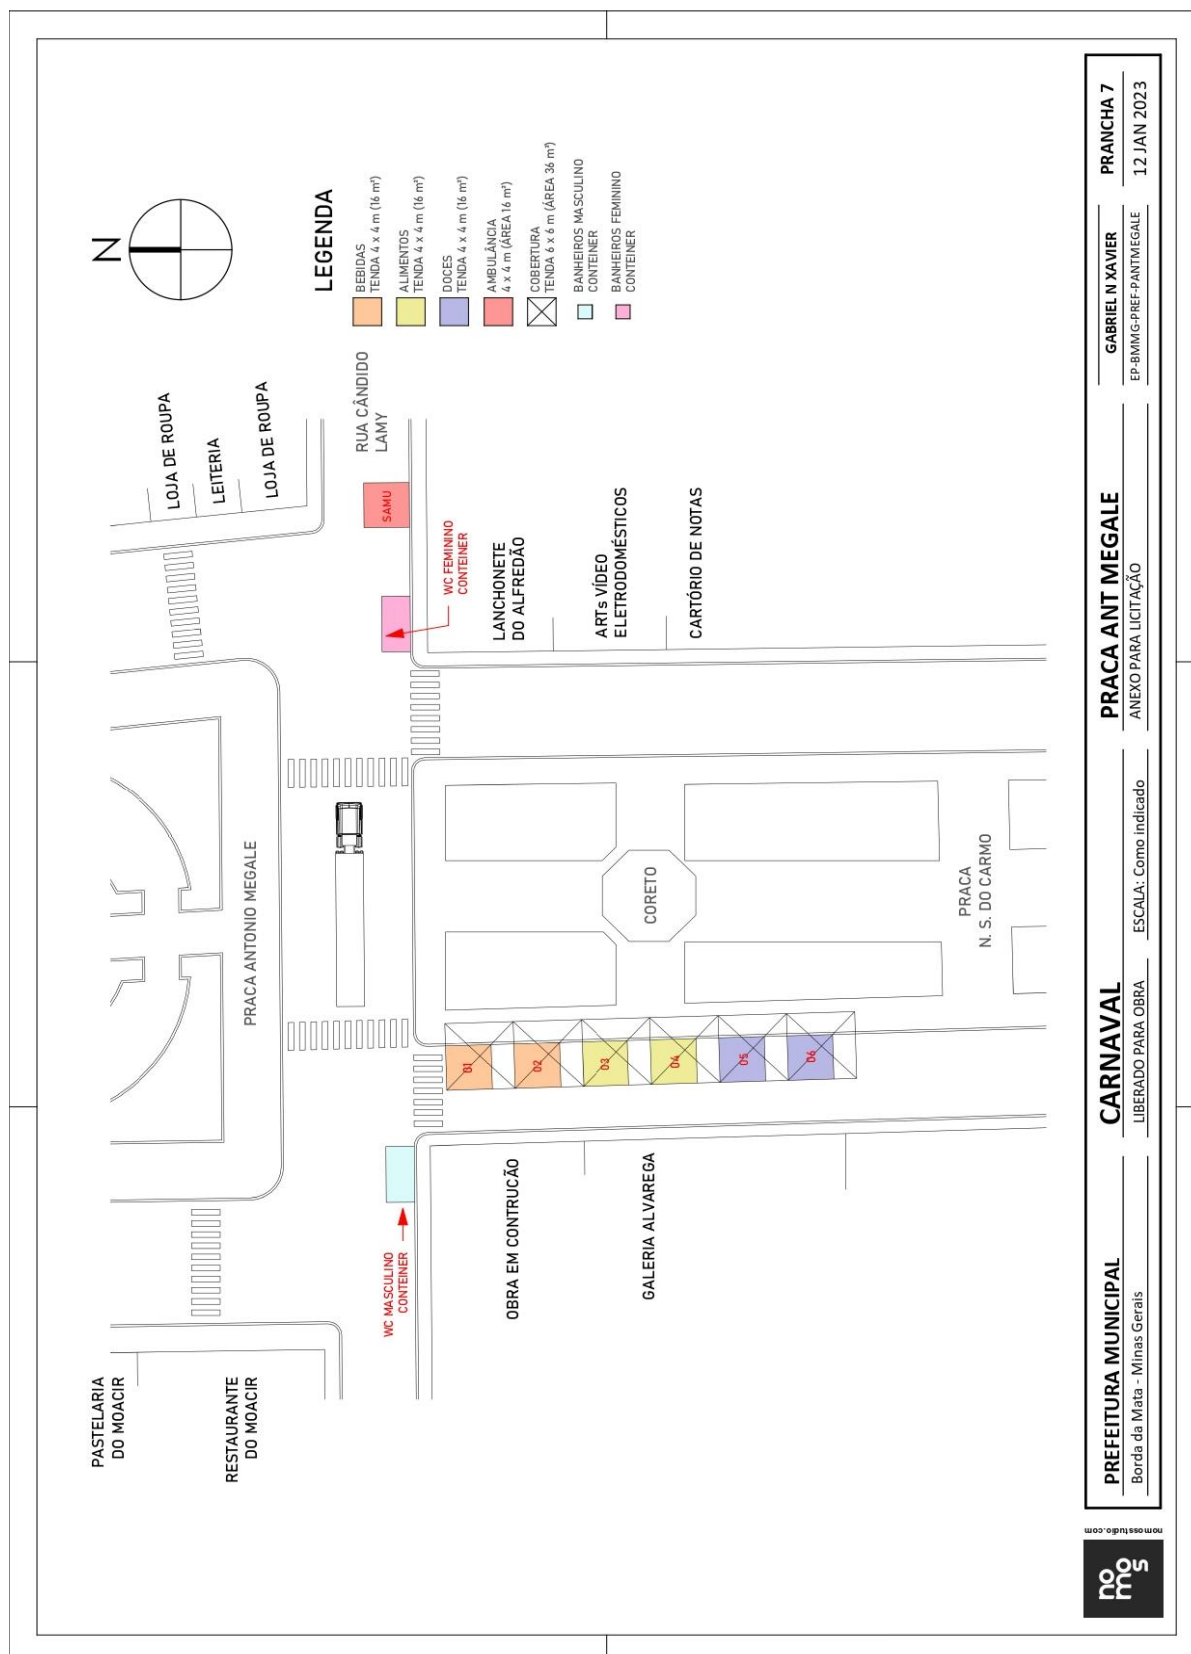 N
LEGENDA
BEBIDAS
TENDA 4 x 4 m (16 m²)
ALIMENTOS
TENDA 4 x 4 m (16 m²)
DOCES
TENDA 4 x 4 m (16 m²)
AMBULÂNCIA
4 x 4 m (ÁREA 16 m²)
COBERTURA
TENDA 6 x 6 m (ÁREA 36 m²)
BANHEIROS MASCULINO
CONTEINER
BANHEIROS FEMININO
CONTEINER
PASTELARIA
DO MOACIR
RESTAURANTE
DO MOACIR
PRACA ANTONIO MEGALE
LOJA DE ROUPA
LEITERIA
LOJA DE ROUPA
RUA CÂNDIDO
LAMY
SAMU
WC MASCULINO
CONTEINER
WC FEMININO
CONTEINER
OBRA EM CONTRUCÃO
GALERIA ALVAREGA
01
02
03
04
05
06
CORETO
PRACA
N. S. DO CARMO
LANCHONETE
DO ALFREDÃO
ARTs VÍDEO
ELETRODOMÉSTICOS
CARTÓRIO DE NOTAS
nomosstudio.com
nomos
PREFEITURA MUNICIPAL
Borda da Mata - Minas Gerais
CARNAVAL
LIBERADO PARA OBRA
ESCALA: Como indicado
PRACA ANT MEGALE
ANEXO PARA LICITAÇÃO
GABRIEL N XAVIER
EP-BMMG-PREF-PANTMEGALE
PRANCHA 7
12 JAN 2023